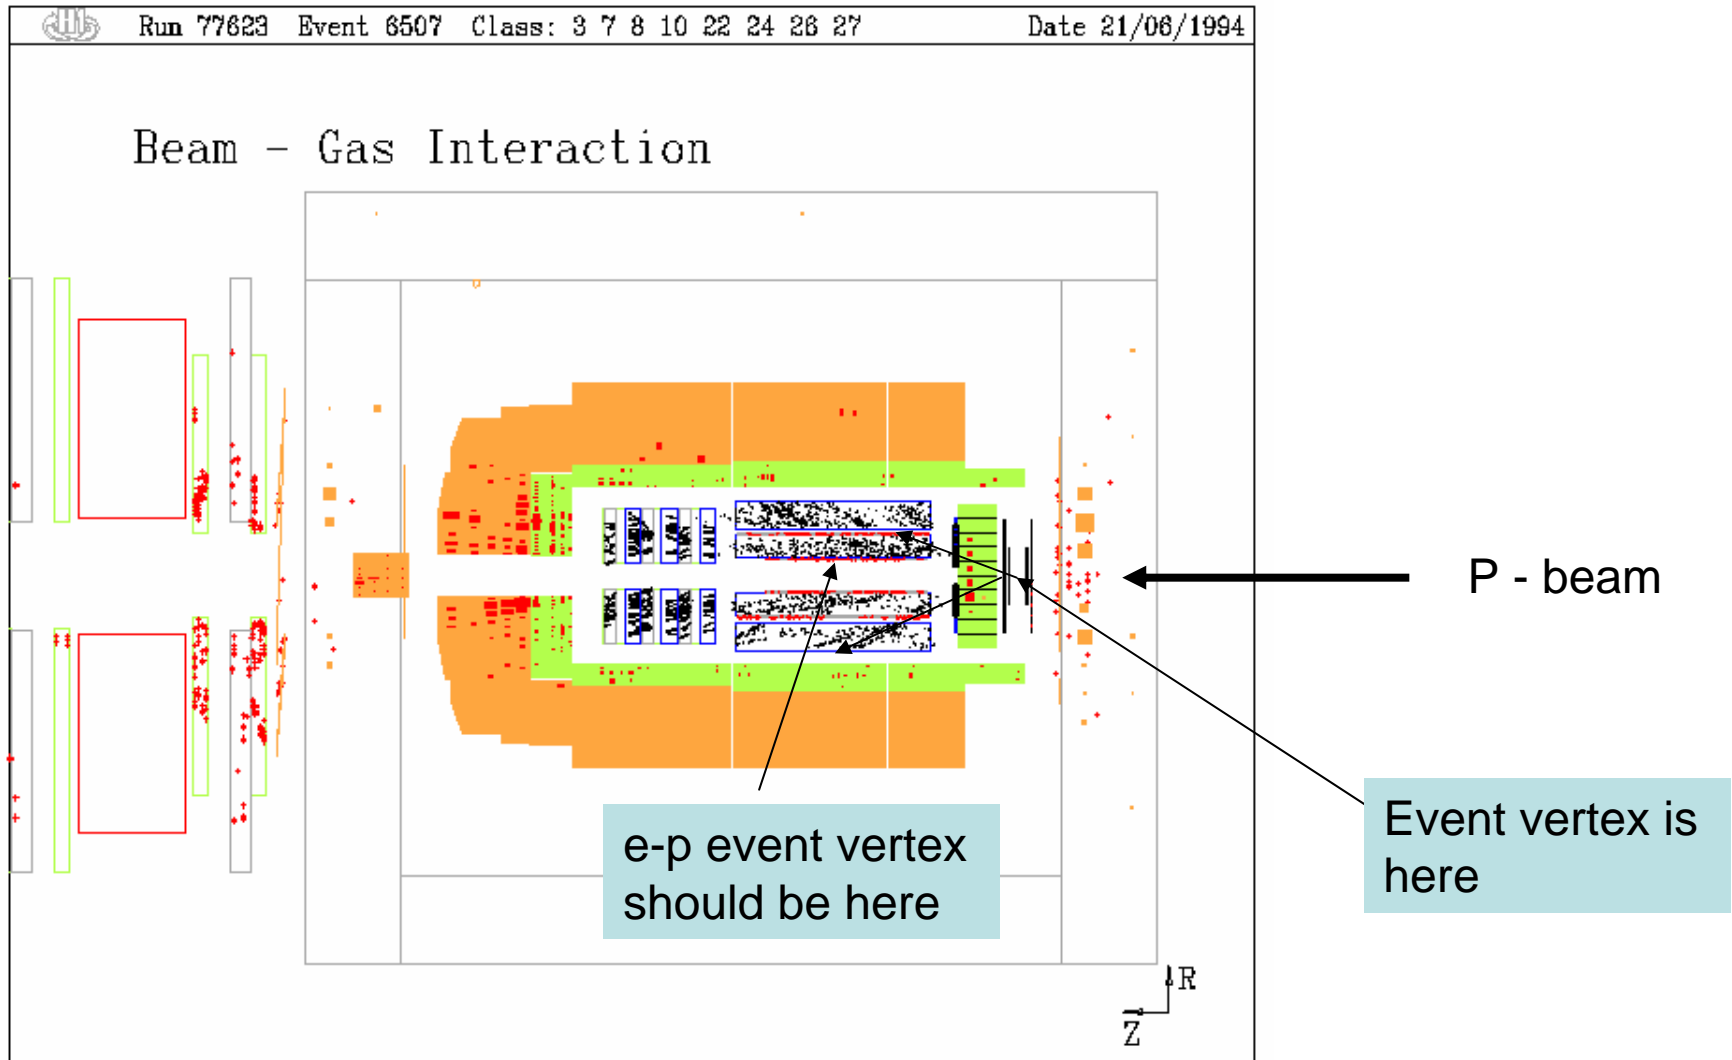 H1 Run 77623 Event 6507 Class: 3 7 8 10 22 24 26 27 Date 21/06/1994
Beam - Gas Interaction
P - beam
e-p event vertex
should be here
Event vertex is
here
R
Z